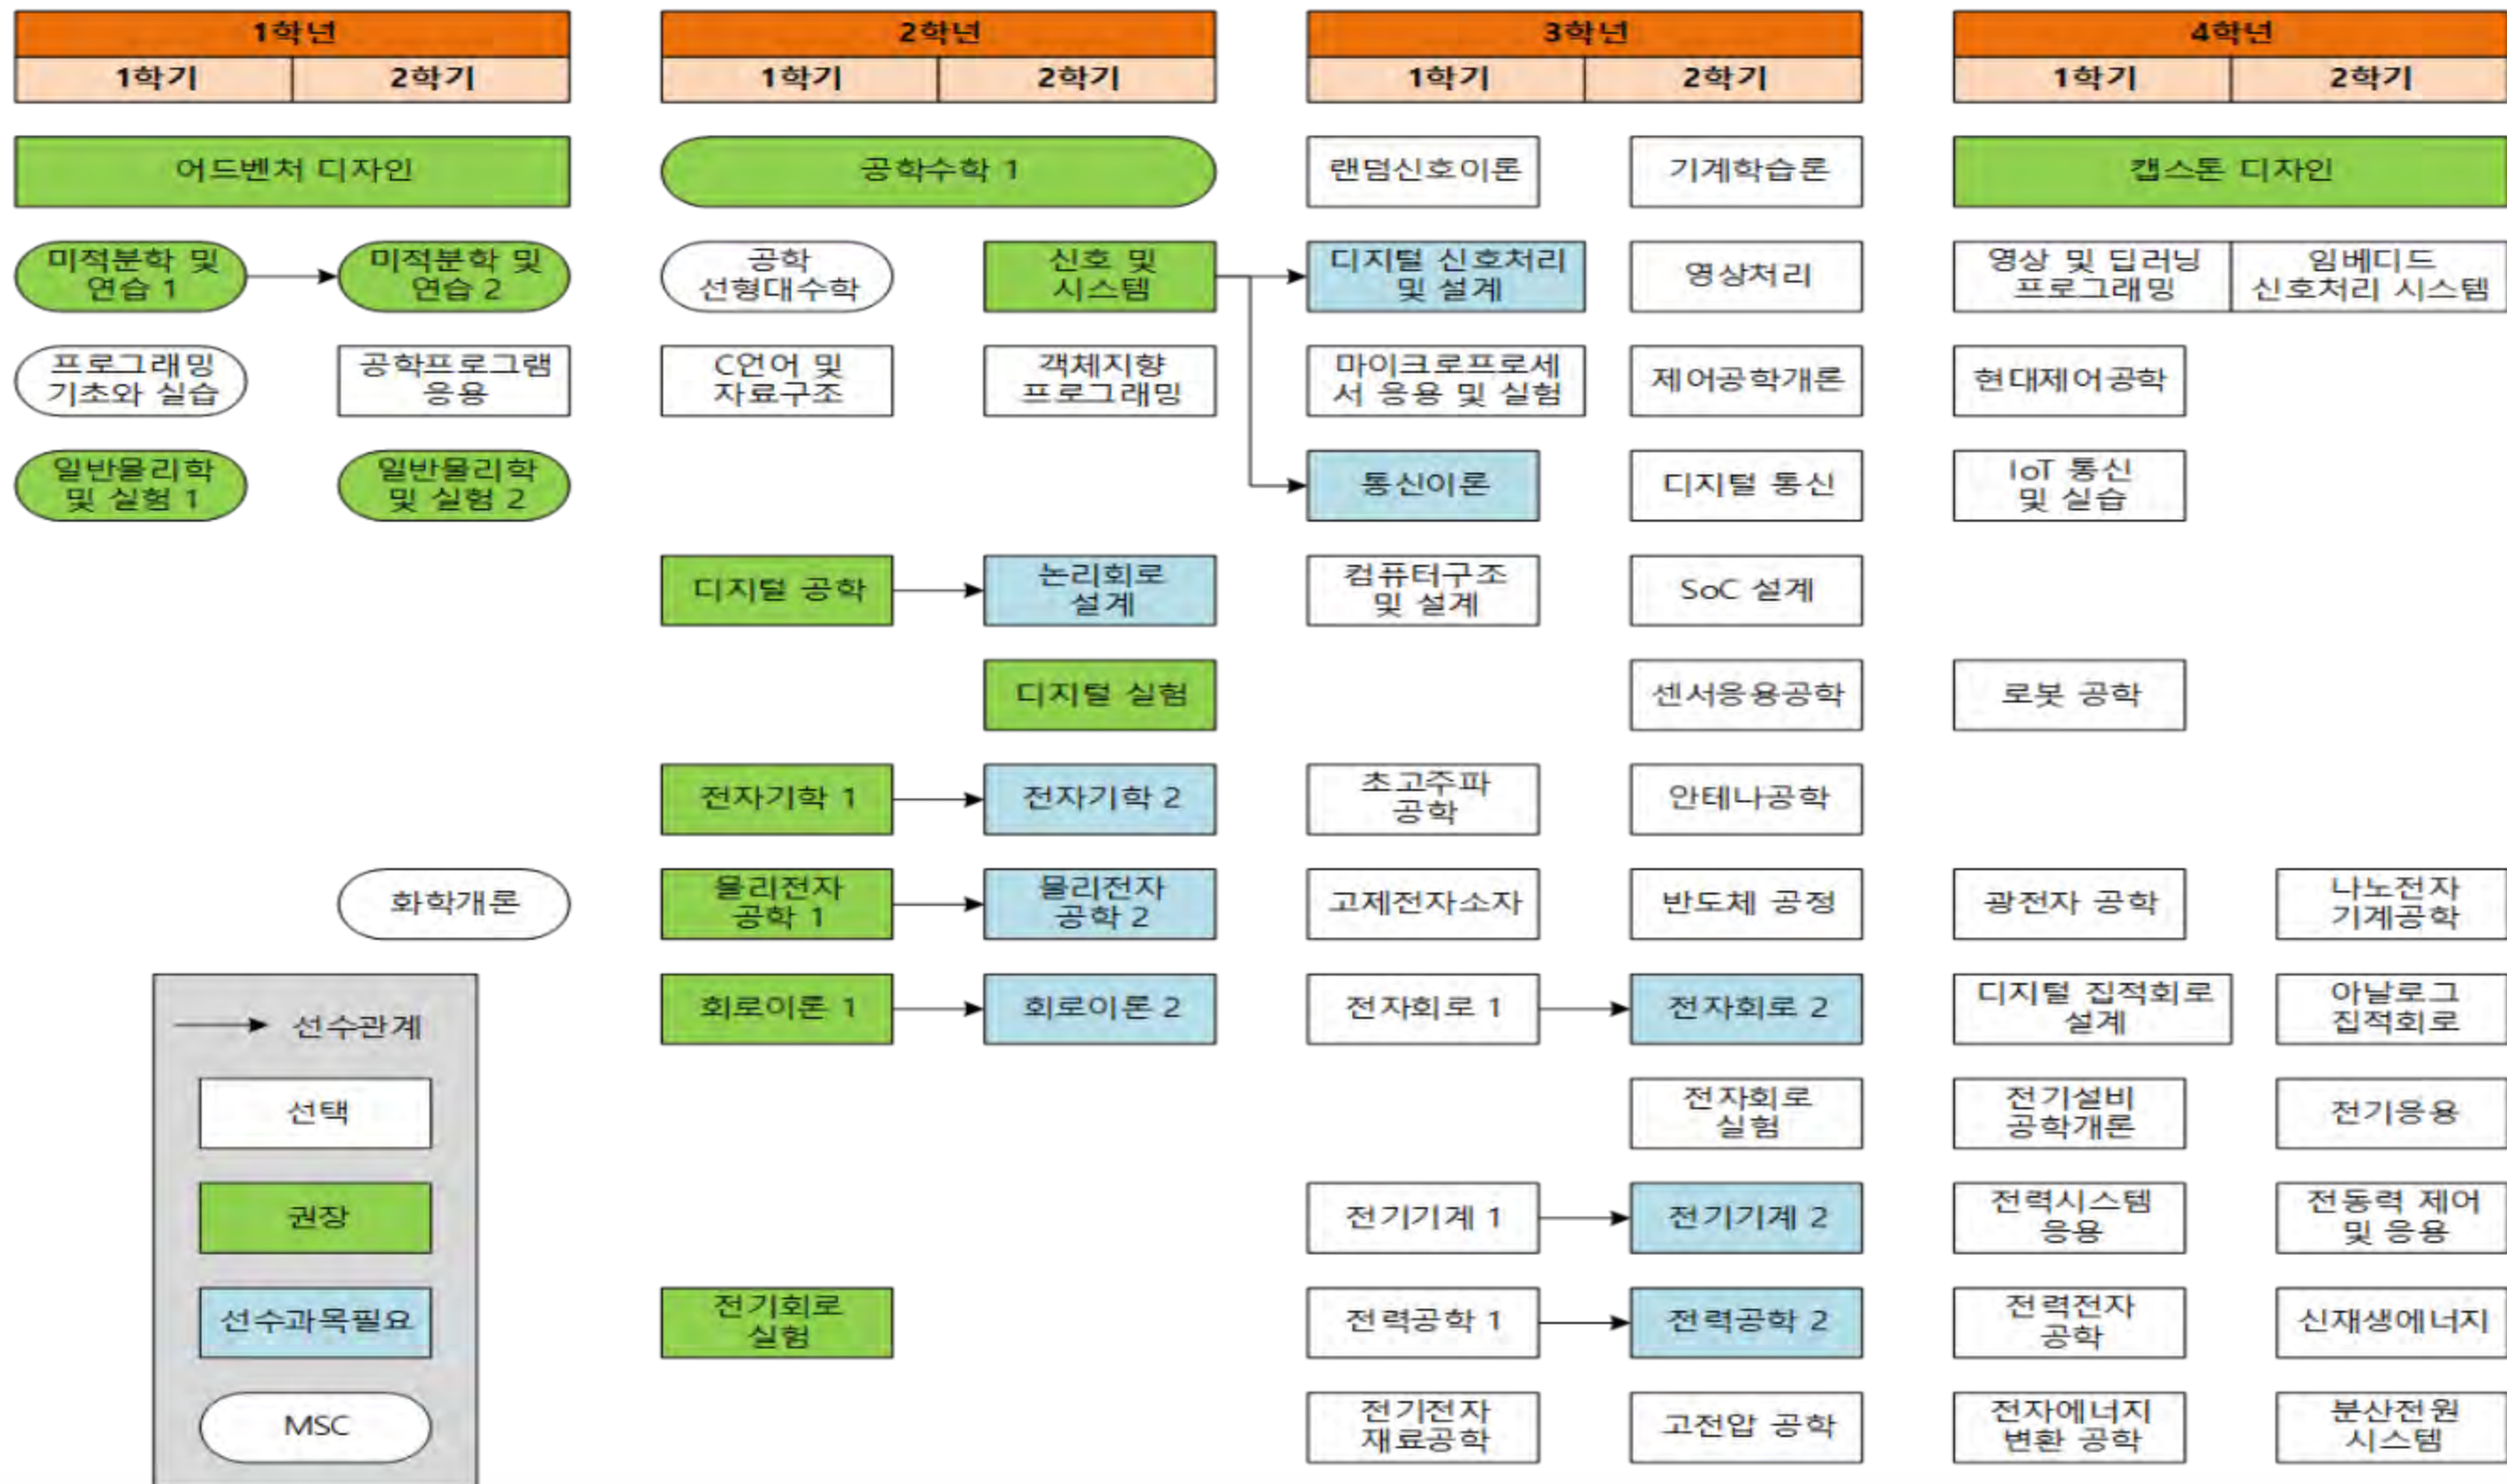 1학년
2학년
3학년
4학년
1학기
2학기
1학기
2학기
1학기
2학기
1학기
2학기
어드벤처 디자인
공학수학 1
랜덤신호이론
기계학습론
캡스톤 디자인
미적분학 및
연습 1
미적분학 및
연습 2
공학
선형대수학
신호 및
시스템
디지털 신호처리
및 설계
영상처리
영상 및 딥러닝
프로그래밍
임베디드
신호처리 시스템
프로그래밍
기초와 실습
공학프로그램
응용
C언어 및
자료구조
객체지향
프로그래밍
마이크로프로세
서 응용 및 실험
제어공학개론
현대제어공학
일반물리학
및 실험 1
일반물리학
및 실험 2
통신이론
디지털 통신
IoT 통신
및 실습
디지털 공학
논리회로
설계
컴퓨터구조
및 설계
SoC 설계
디지털 실험
센서응용공학
로봇 공학
전자기학 1
전자기학 2
초고주파
공학
안테나공학
화학개론
물리전자
공학 1
물리전자
공학 2
고제전자소자
반도체 공정
광전자 공학
나노전자
기계공학
회로이론 1
회로이론 2
전자회로 1
전자회로 2
디지털 집적회로
설계
아날로그
집적회로
전자회로
실험
전기설비
공학개론
전기응용
전기기계 1
전기기계 2
전력시스템
응용
전동력 제어
및 응용
전기회로
실험
전력공학 1
전력공학 2
전력전자
공학
신재생에너지
전기전자
재료공학
고전압 공학
전자에너지
변환 공학
분산전원
시스템
선수관계
선택
권장
선수과목필요
MSC